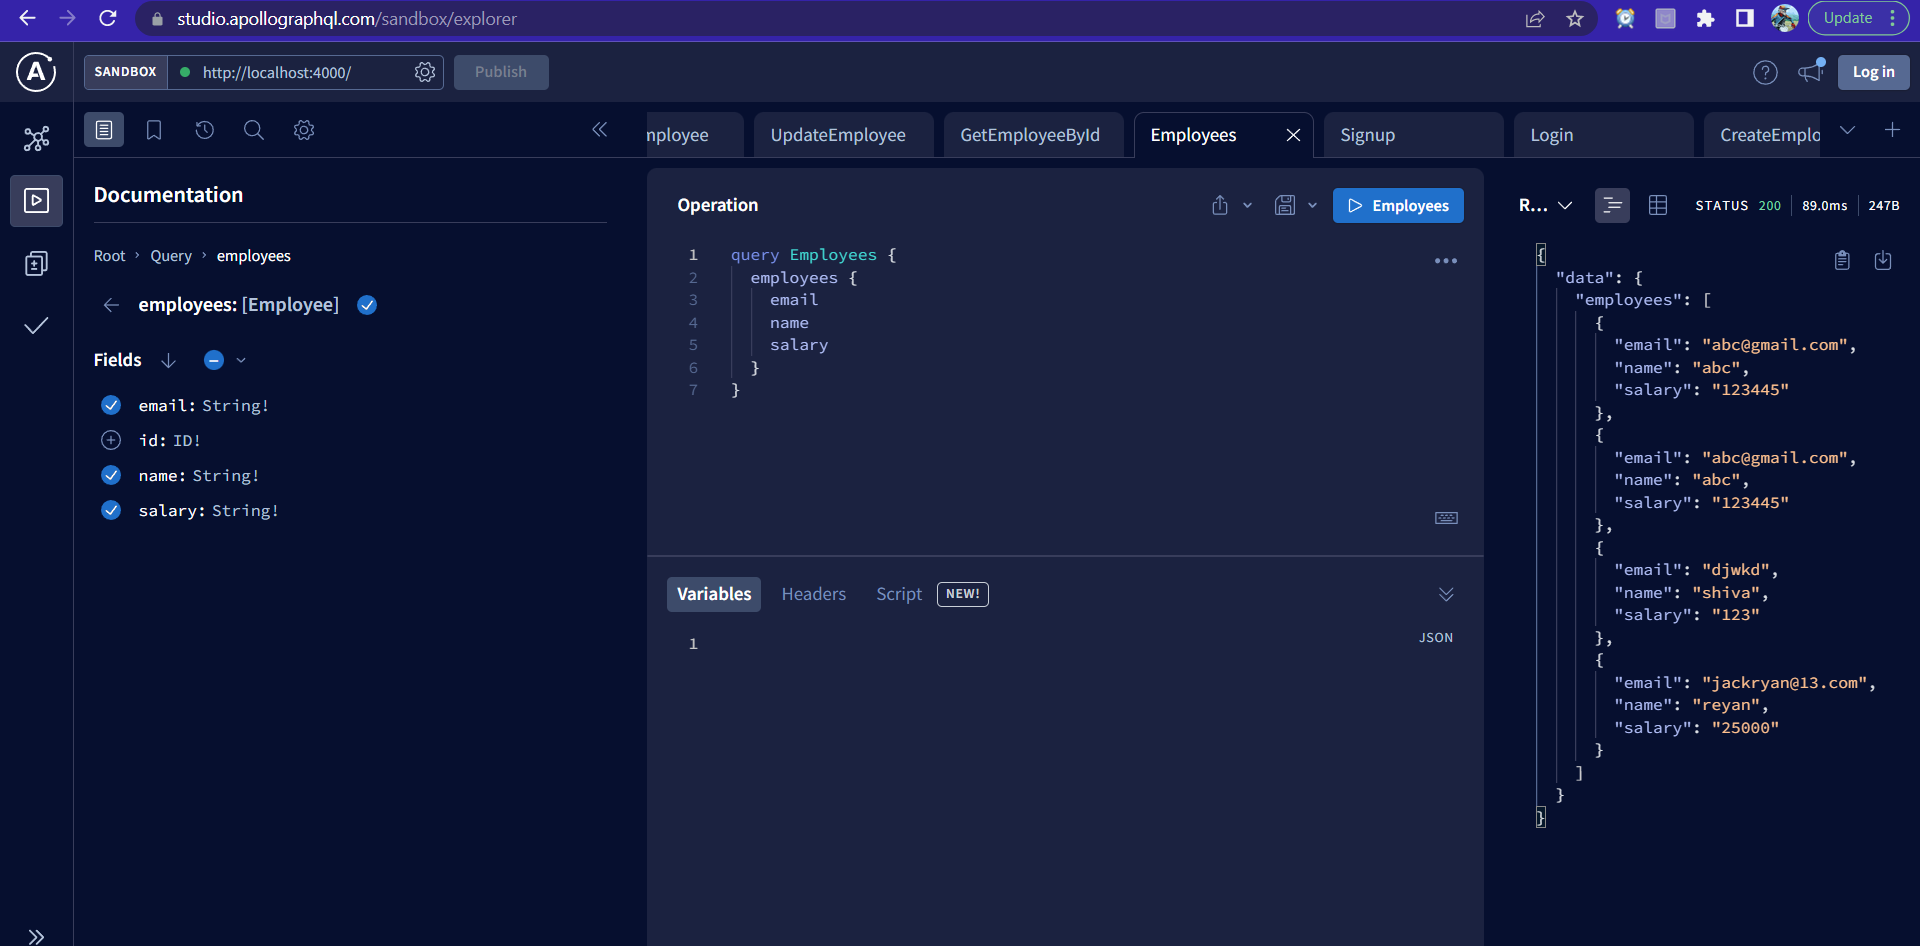 studio.apollographql.com/sandbox/explorer
Update
SANDBOX
http://localhost:4000/
Publish
Log in
mployee
UpdateEmployee
GetEmployeeById
Employees
Signup
Login
CreateEmplo
Documentation
Root › Query › employees
employees: [Employee]
Fields
email: String!
id: ID!
name: String!
salary: String!
Operation
Employees
1 query Employees {
2 employees {
3 email
4 name
5 salary
6 }
7 }
Variables Headers Script NEW!
1
JSON
R... STATUS 200 89.0ms 247B
{
"data": {
"employees": [
{
"email": "abc@gmail.com",
"name": "abc",
"salary": "123445"
},
{
"email": "abc@gmail.com",
"name": "abc",
"salary": "123445"
},
{
"email": "djwkd",
"name": "shiva",
"salary": "123"
},
{
"email": "jackryan@13.com",
"name": "reyan",
"salary": "25000"
}
]
}
}